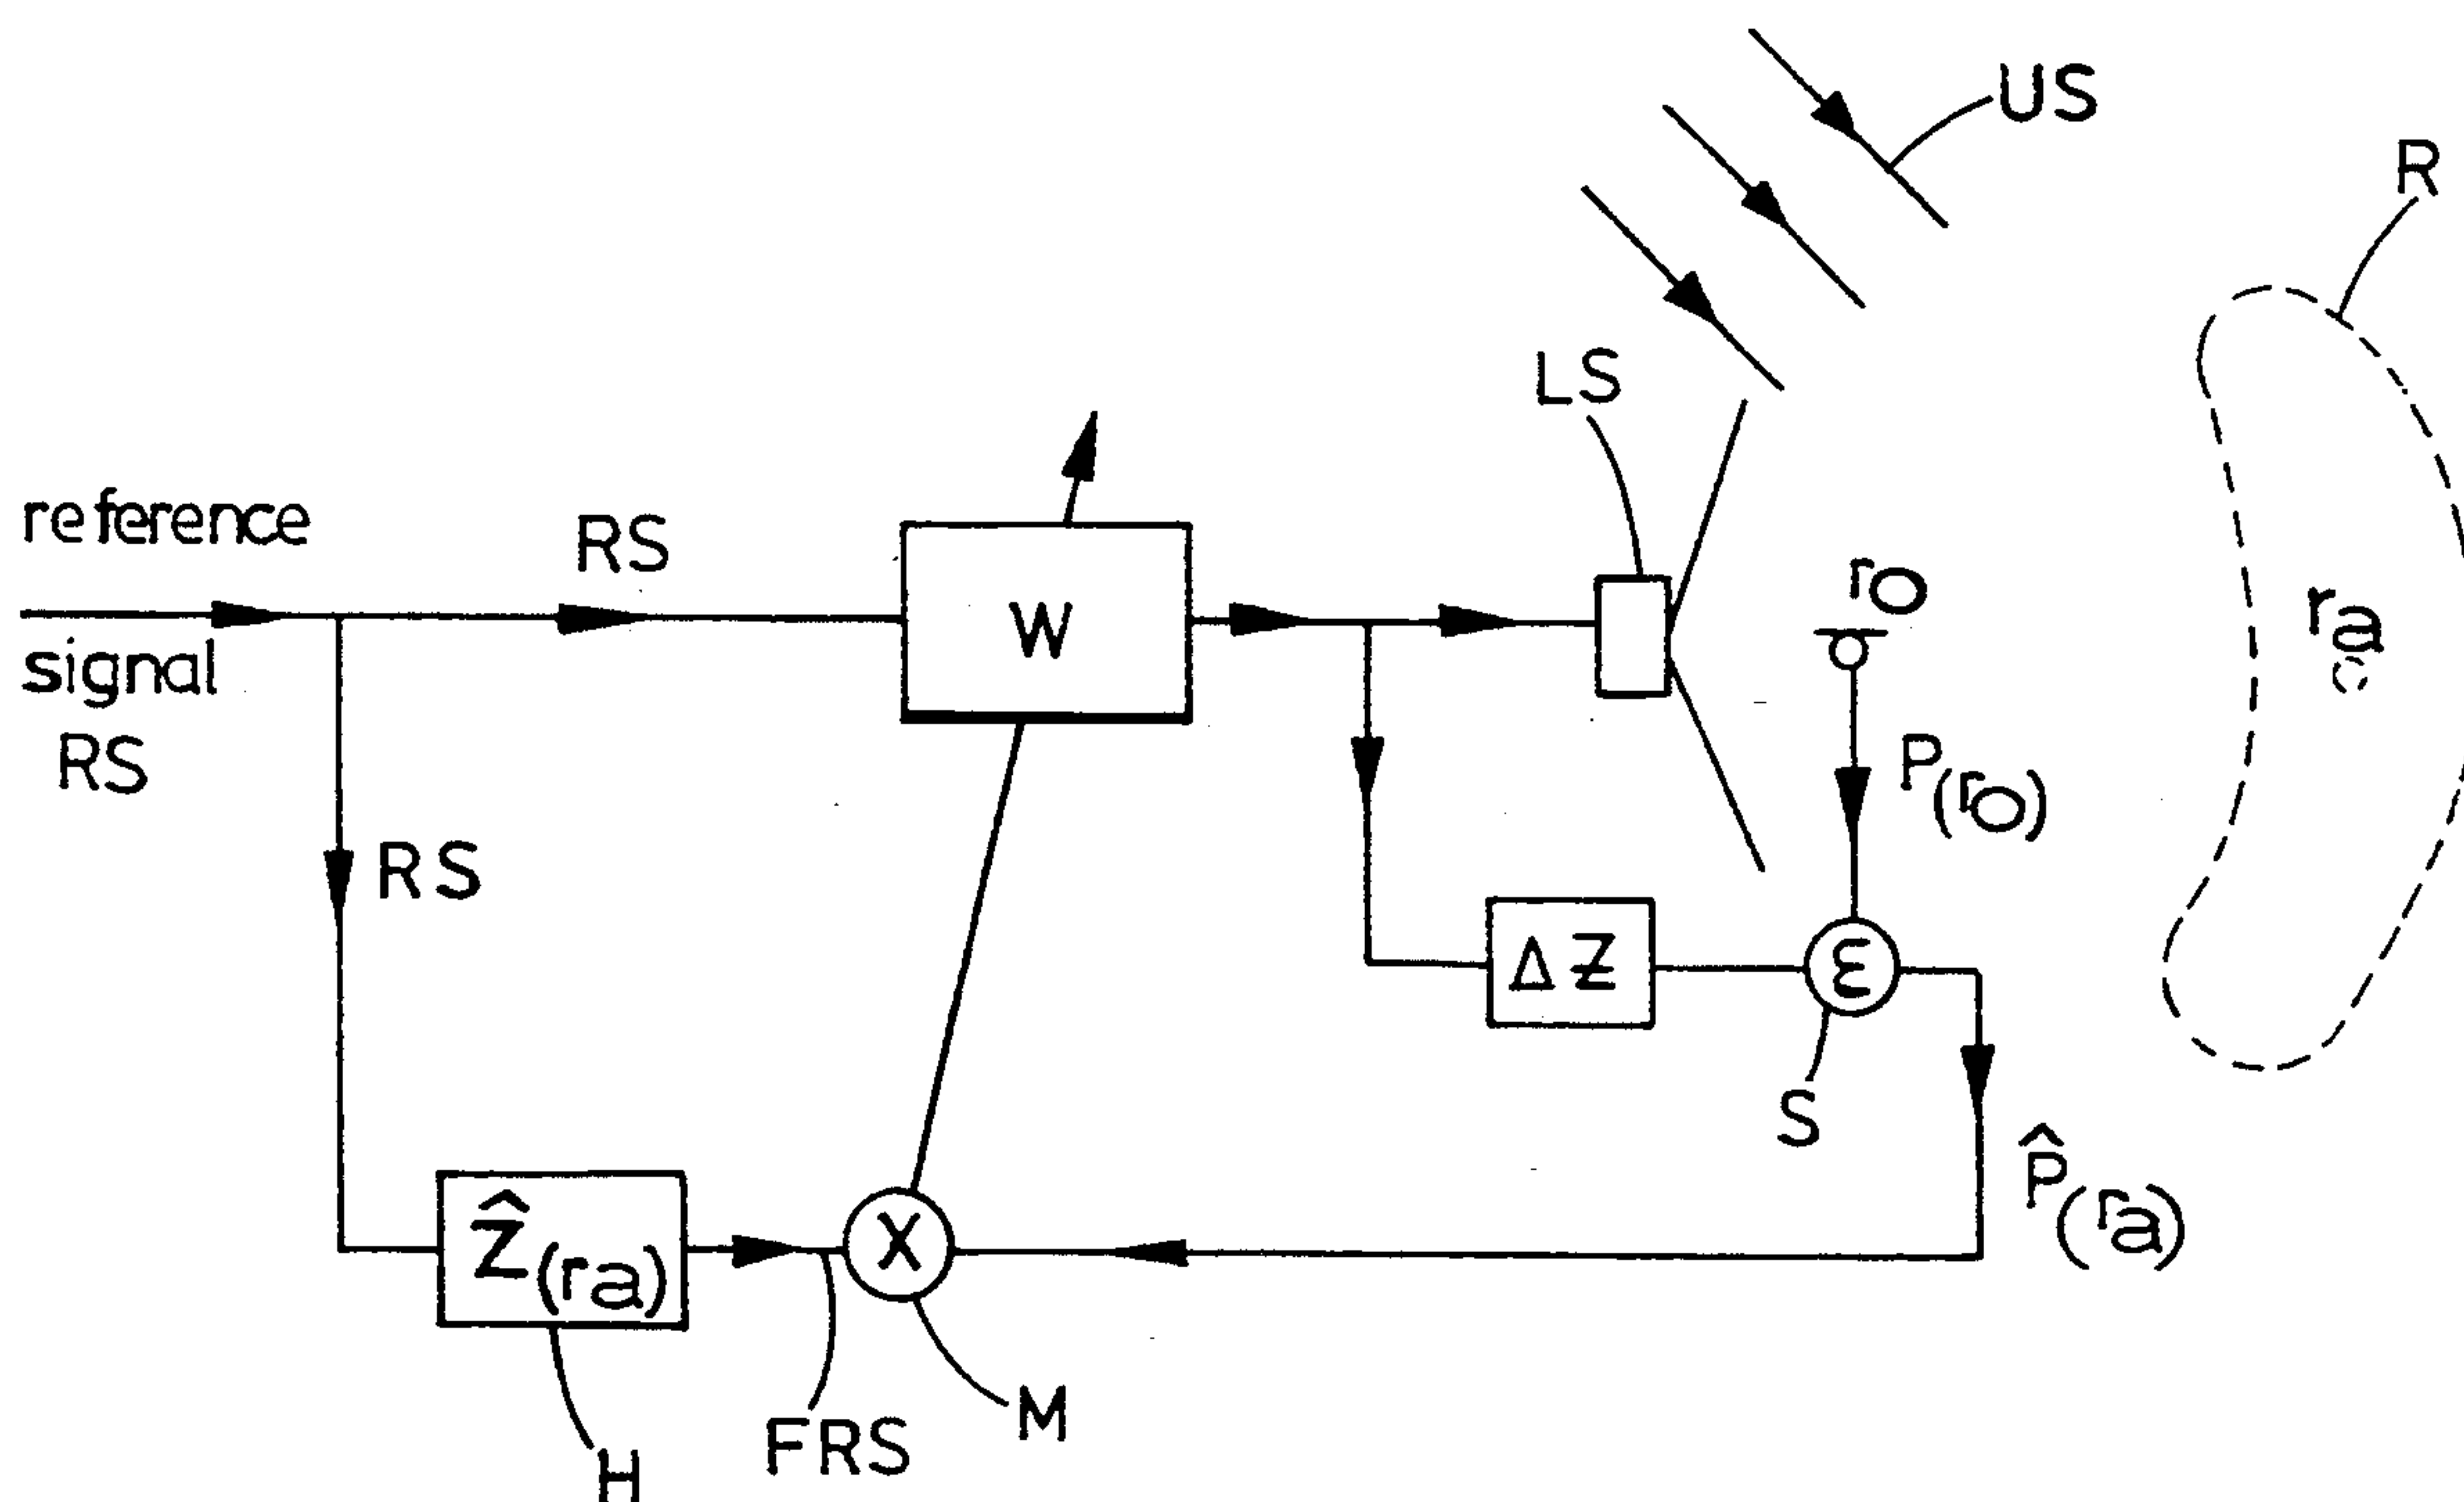 US
R
LS
reference
RS
signal
RS
W
ro
ra
P(ro)
RS
ΔZ
Ɛ
S
P̂(ra)
Ẑ(ra)
X
FRS
M
H